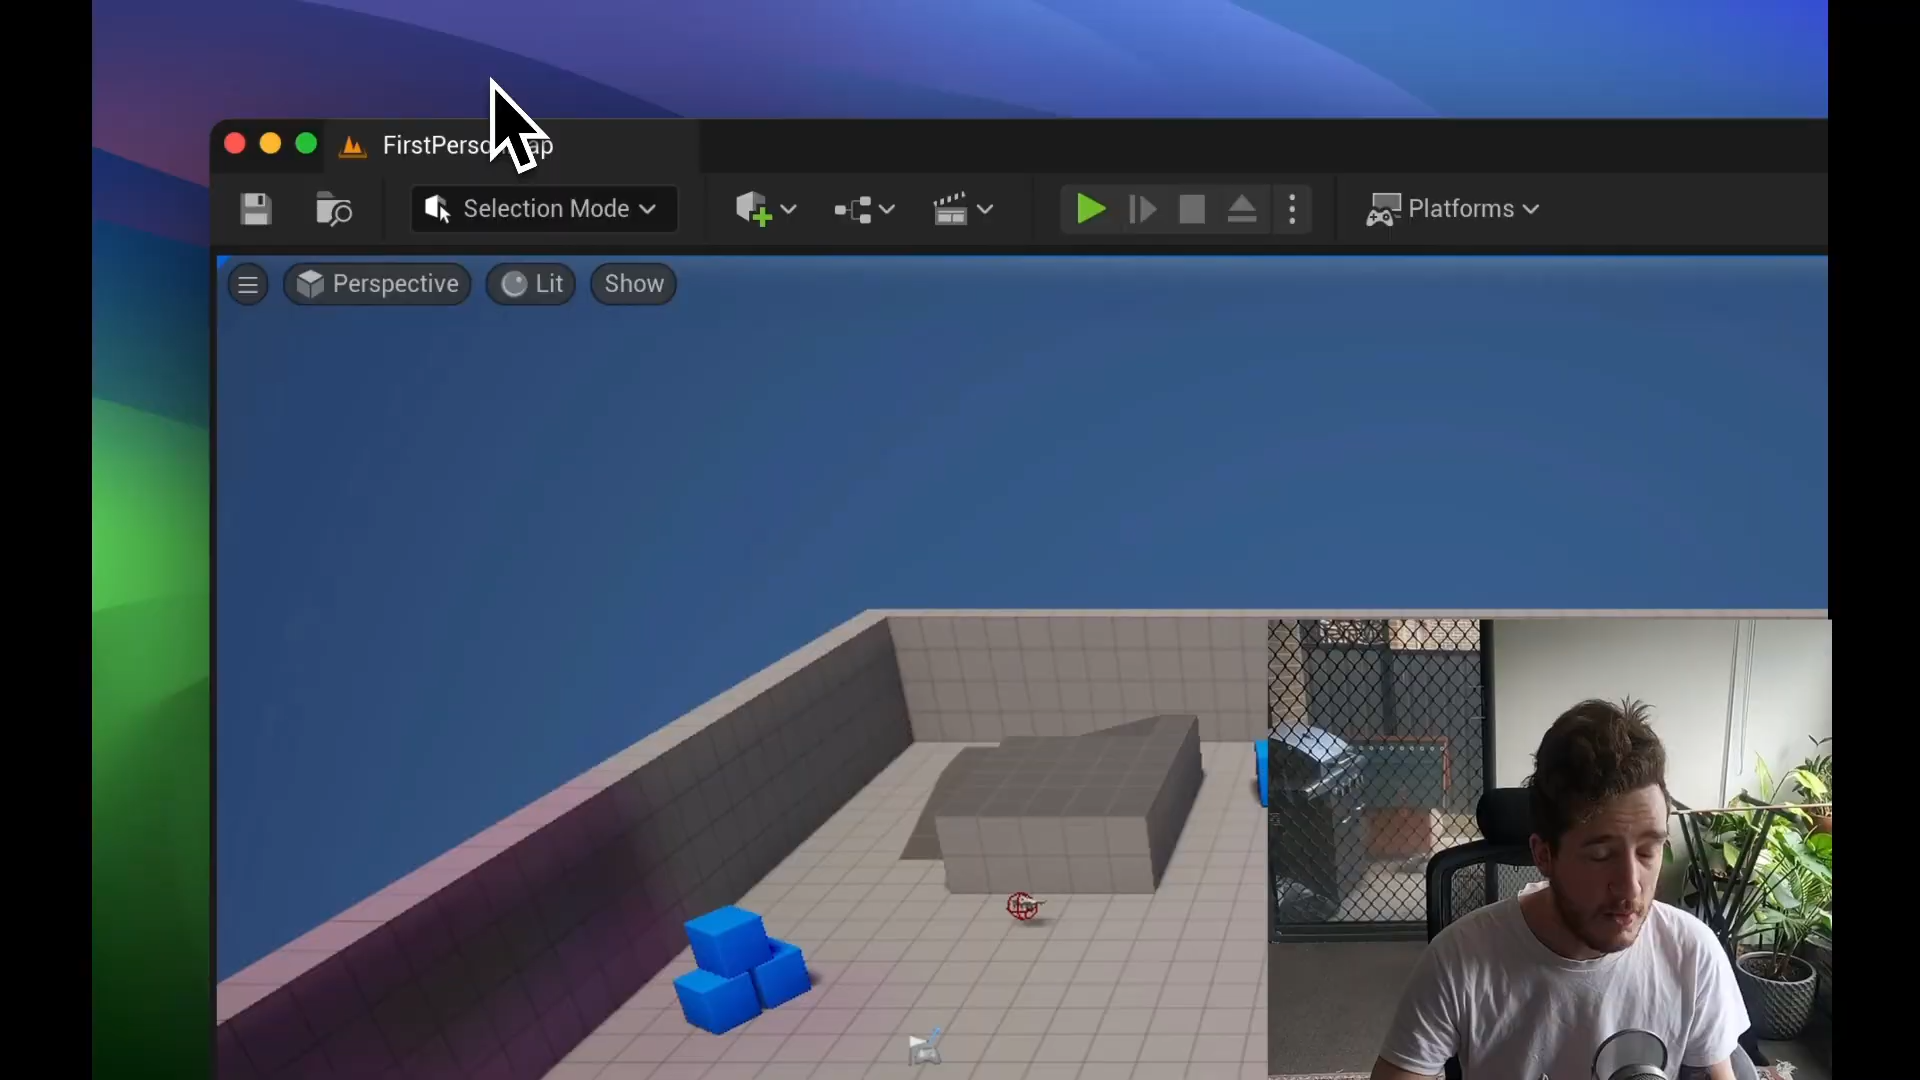 FirstPerso ap
Selection Mode
Platforms
Perspective
Lit
Show